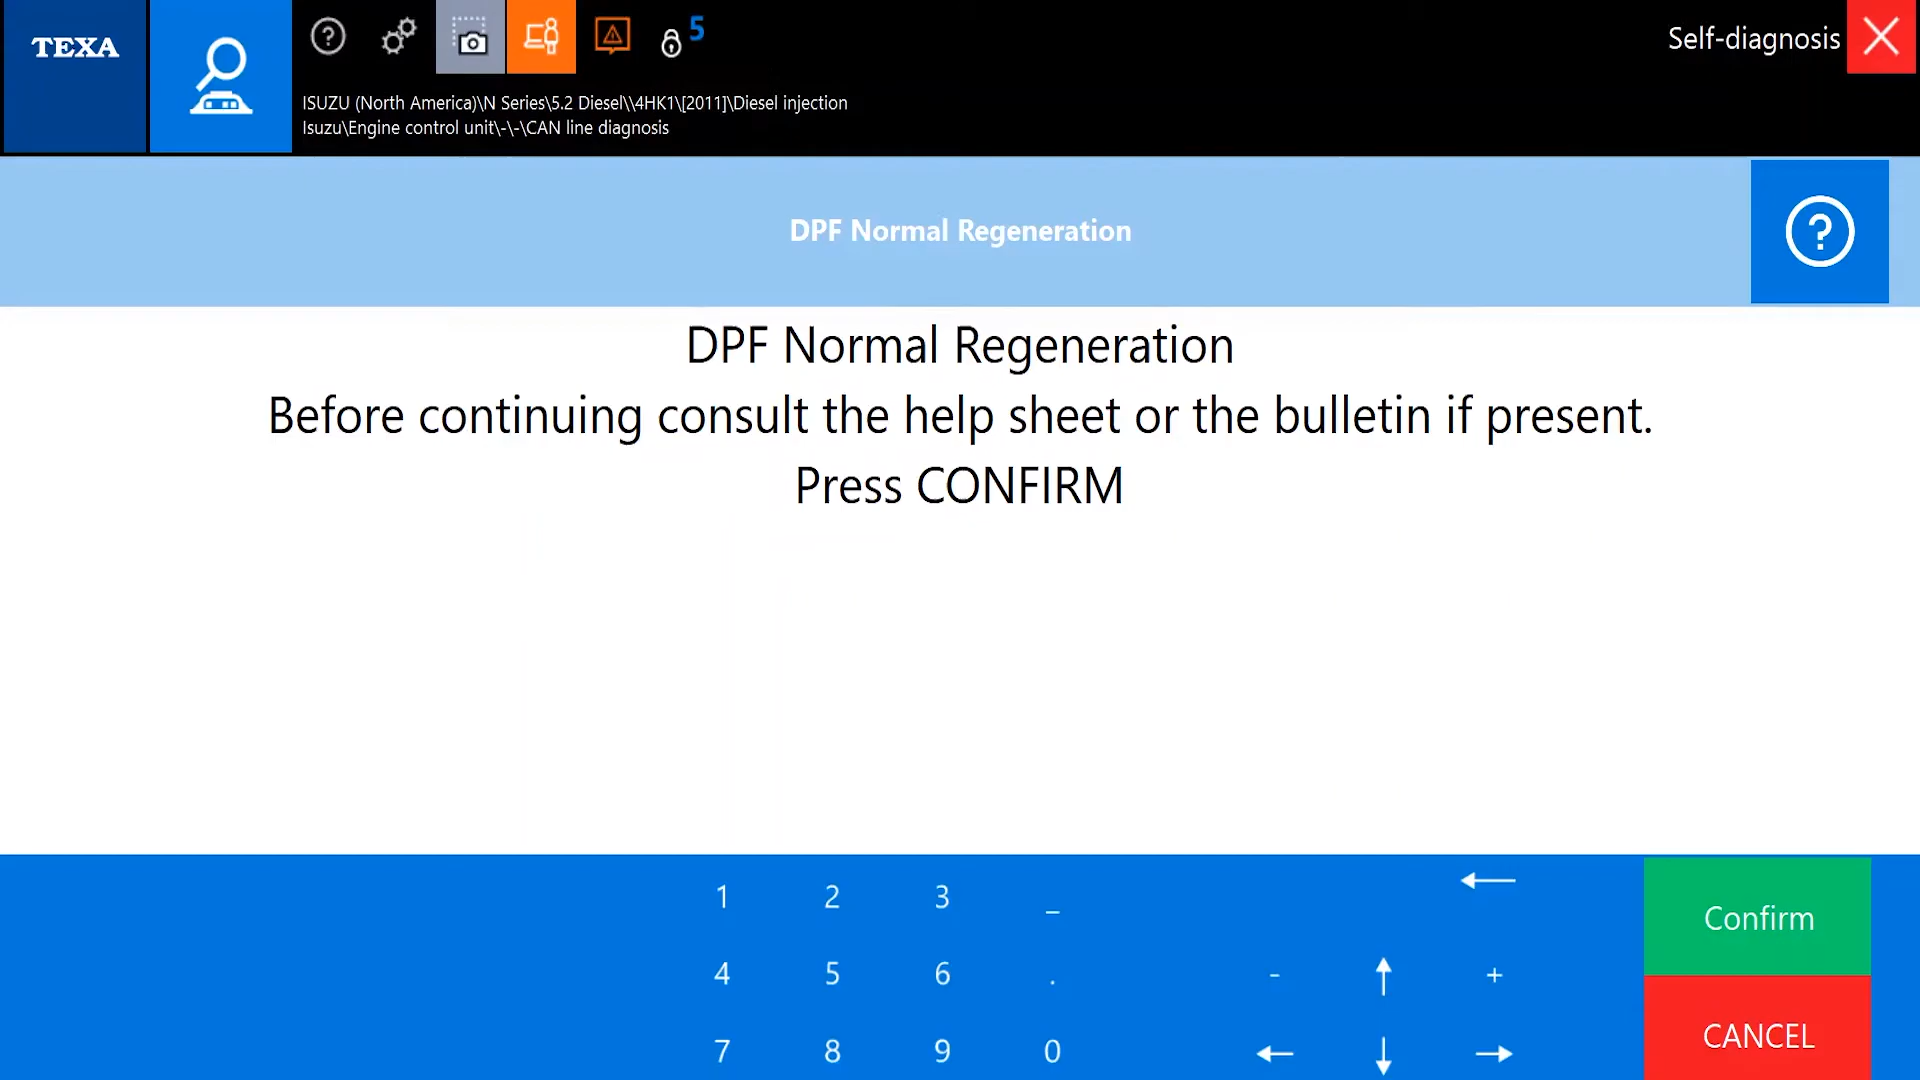 TEXA
5
Self-diagnosis
ISUZU (North America)\N Series\5.2 Diesel\\4HK1\[2011]\Diesel injection
Isuzu\Engine control unit\-\-\CAN line diagnosis
DPF Normal Regeneration
DPF Normal Regeneration
Before continuing consult the help sheet or the bulletin if present.
Press CONFIRM
1 2 3 _
Confirm
4 5 6 . - +
7 8 9 0
CANCEL